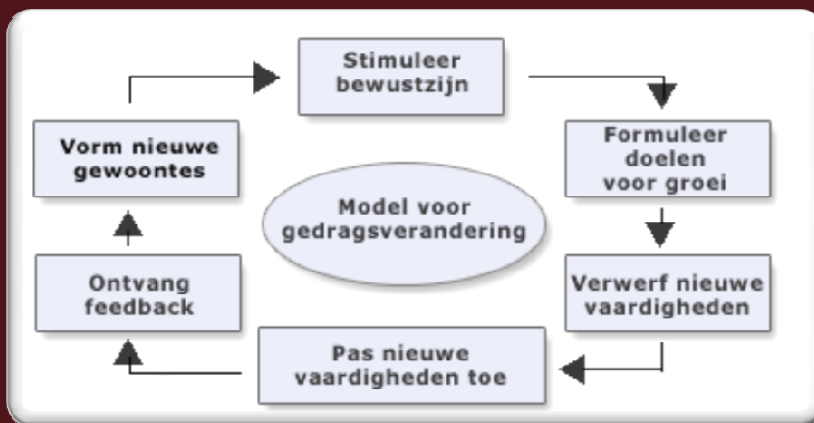 Stimuleer
bewustzijn
Formuleer
doelen
voor groei
Verwerf nieuwe
vaardigheden
Pas nieuwe
vaardigheden toe
Ontvang
feedback
Vorm nieuwe
gewoontes
Model voor
gedragsverandering